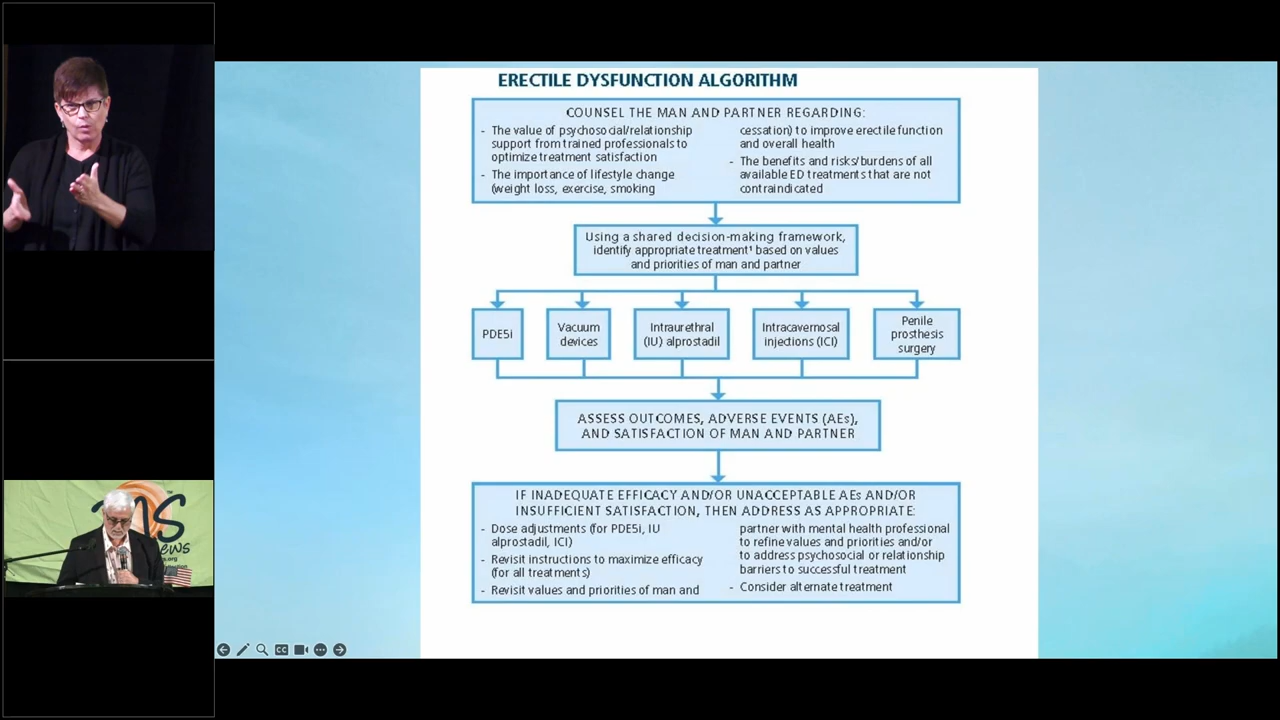 ERECTILE DYSFUNCTION ALGORITHM
COUNSEL THE MAN AND PARTNER REGARDING:
- The value of psychosocial/relationship
support from trained professionals to
optimize treatment satisfaction
- The importance of lifestyle change
(weight loss, exercise, smoking
cessation) to improve erectile function
and overall health
- The benefits and risks/burdens of all
available ED treatments that are not
contraindicated
Using a shared decision-making framework,
identify appropriate treatment¹ based on values
and priorities of man and partner
PDE5i
Vacuum
devices
Intraurethral
(IU) alprostadil
Intracavernosal
injections (ICI)
Penile
prosthesis
surgery
ASSESS OUTCOMES, ADVERSE EVENTS (AEs),
AND SATISFACTION OF MAN AND PARTNER
IF INADEQUATE EFFICACY AND/OR UNACCEPTABLE AEs AND/OR
INSUFFICIENT SATISFACTION, THEN ADDRESS AS APPROPRIATE:
- Dose adjustments (for PDE5i, IU
alprostadil, ICI)
- Revisit instructions to maximize efficacy
(for all treatments)
- Revisit values and priorities of man and
partner with mental health professional
to refine values and priorities and/or
to address psychosocial or relationship
barriers to successful treatment
- Consider alternate treatment
MS
ews
CC